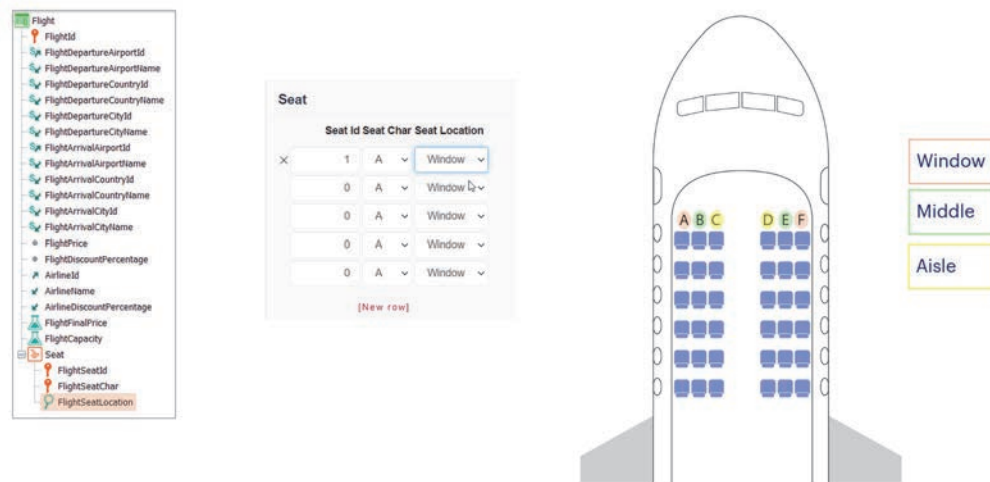 Flight
FlightId
FlightDepartureAirportId
FlightDepartureAirportName
FlightDepartureCountryId
FlightDepartureCountryName
FlightDepartureCityId
FlightDepartureCityName
FlightArrivalAirportId
FlightArrivalAirportName
FlightArrivalCountryId
FlightArrivalCountryName
FlightArrivalCityId
FlightArrivalCityName
FlightPrice
FlightDiscountPercentage
AirlineId
AirlineName
AirlineDiscountPercentage
FlightFinalPrice
FlightCapacity
Seat
FlightSeatId
FlightSeatChar
FlightSeatLocation
Seat
Seat Id Seat Char Seat Location
1 A Window
0 A Window
0 A Window
0 A Window
0 A Window
[New row]
A B C D E F
Window
Middle
Aisle